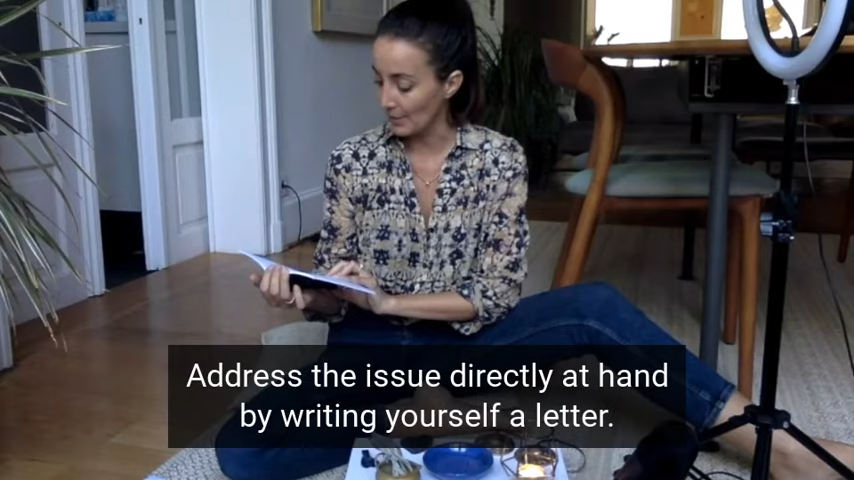 Address the issue directly at hand
by writing yourself a letter.